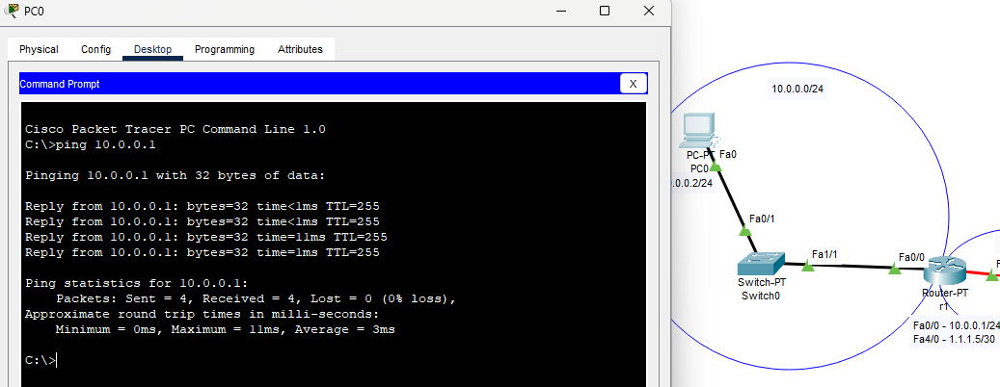 PC0
Physical Config Desktop Programming Attributes
Command Prompt
X
Cisco Packet Tracer PC Command Line 1.0
C:\>ping 10.0.0.1
Pinging 10.0.0.1 with 32 bytes of data:
Reply from 10.0.0.1: bytes=32 time<1ms TTL=255
Reply from 10.0.0.1: bytes=32 time<1ms TTL=255
Reply from 10.0.0.1: bytes=32 time=11ms TTL=255
Reply from 10.0.0.1: bytes=32 time=1ms TTL=255
Ping statistics for 10.0.0.1:
Packets: Sent = 4, Received = 4, Lost = 0 (0% loss),
Approximate round trip times in milli-seconds:
Minimum = 0ms, Maximum = 11ms, Average = 3ms
C:\>
10.0.0.0/24
Fa0
PC0
.0.0.2/24
Fa0/1
Switch-PT
Switch0
Fa1/1
Fa0/0
Router-PT
r1
Fa0/0 - 10.0.0.1/24
Fa4/0 - 1.1.1.5/30